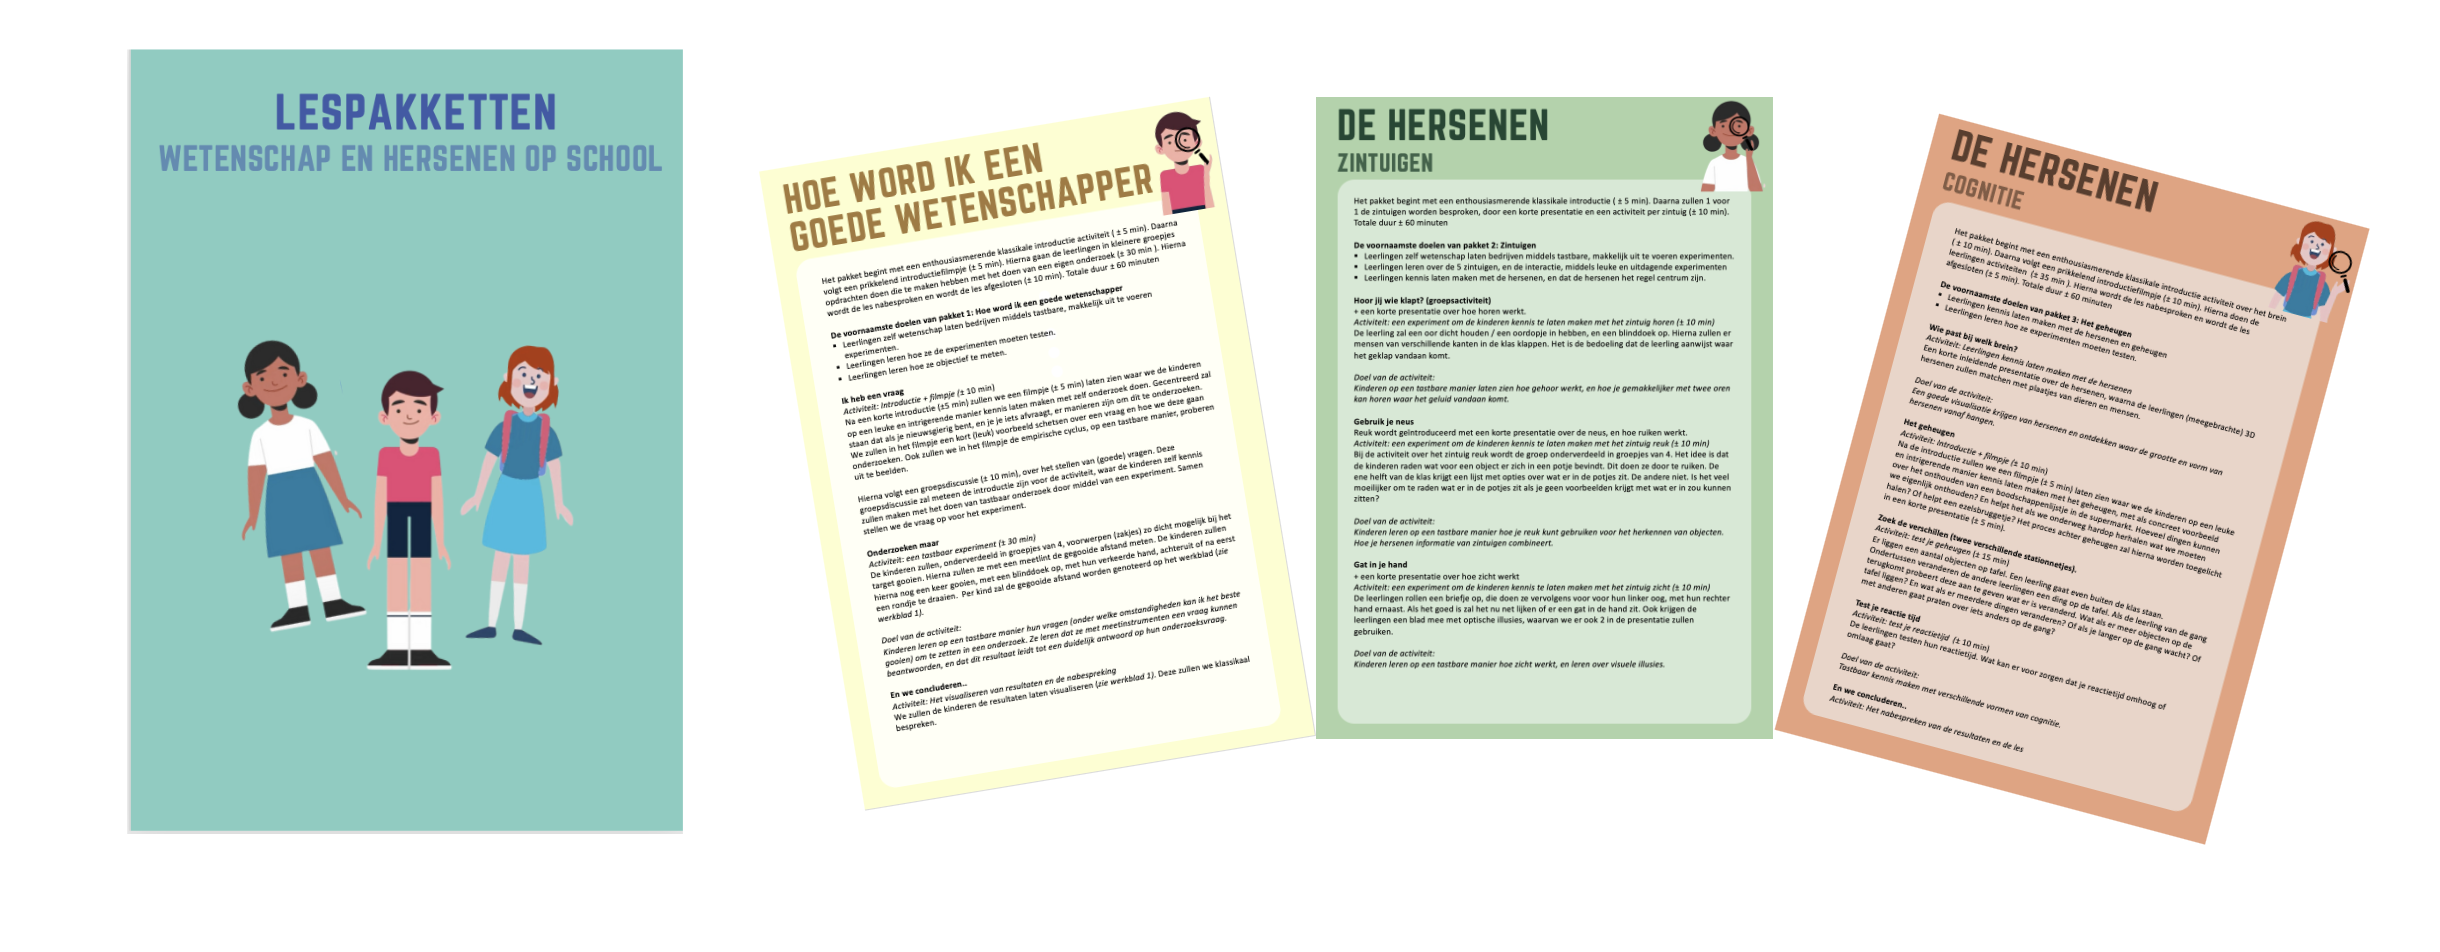 LESPAKKETTEN
WETENSCHAP EN HERSENEN OP SCHOOL
HOE WORD IK EEN
GOEDE WETENSCHAPPER
Het pakket begint met een enthousiasmerende klassikale introductie activiteit ( ± 5 min). Daarna
volgt een prikkelend introductiefilmpje (± 5 min). Hierna gaan de leerlingen in kleinere groepjes
opdrachten doen die te maken hebben met het doen van een eigen onderzoek (± 30 min ). Hierna
wordt de les nabesproken en wordt de les afgesloten (± 10 min). Totale duur ± 60 minuten
De voornaamste doelen van pakket 1: Hoe word ik een goede wetenschapper
▪ Leerlingen zelf wetenschap laten bedrijven middels tastbare, makkelijk uit te voeren
experimenten.
▪ Leerlingen leren hoe ze de experimenten moeten testen.
▪ Leerlingen leren hoe ze objectief te meten.
Ik heb een vraag
Activiteit: Introductie + filmpje (± 10 min)
Na een korte introductie (±5 min) zullen we een filmpje (± 5 min) laten zien waar we de kinderen
op een leuke en intrigerende manier kennis laten maken met zelf onderzoek doen. Gecentreerd zal
staan dat als je nieuwsgierig bent, en je je iets afvraagt, er manieren zijn om dit te onderzoeken.
We zullen in het filmpje een kort (leuk) voorbeeld schetsen over een vraag en hoe we deze gaan
onderzoeken. Ook zullen we in het filmpje de empirische cyclus, op een tastbare manier, proberen
uit te beelden.
Hierna volgt een groepsdiscussie (± 10 min), over het stellen van (goede) vragen. Deze
groepsdiscussie zal meteen de introductie zijn voor de activiteit, waar de kinderen zelf kennis
zullen maken met het doen van tastbaar onderzoek door middel van een experiment. Samen
stellen we de vraag op voor het experiment.
Onderzoeken maar
Activiteit: een tastbaar experiment (± 30 min)
De kinderen zullen, onderverdeeld in groepjes van 4, voorwerpen (zakjes) zo dicht mogelijk bij het
target gooien. Hierna zullen ze met een meetlint de gegooide afstand meten. De kinderen zullen
hierna nog een keer gooien, met een blinddoek op, met hun verkeerde hand, achteruit of na eerst
een rondje te draaien. Per kind zal de gegooide afstand worden genoteerd op het werkblad (zie
werkblad 1).
Doel van de activiteit:
Kinderen leren op een tastbare manier hun vragen (onder welke omstandigheden kan ik het beste
gooien) om te zetten in een onderzoek. Ze leren dat ze met meetinstrumenten een vraag kunnen
beantwoorden, en dat dit resultaat leidt tot een duidelijk antwoord op hun onderzoeksvraag.
En we concluderen..
Activiteit: Het visualiseren van resultaten en de nabespreking
We zullen de kinderen de resultaten laten visualiseren (zie werkblad 1). Deze zullen we klassikaal
bespreken.
DE HERSENEN
ZINTUIGEN
Het pakket begint met een enthousiasmerende klassikale introductie ( ± 5 min). Daarna zullen 1 voor
1 de zintuigen worden besproken, door een korte presentatie en een activiteit per zintuig (± 10 min).
Totale duur ± 60 minuten
De voornaamste doelen van pakket 2: Zintuigen
▪ Leerlingen zelf wetenschap laten bedrijven middels tastbare, makkelijk uit te voeren experimenten.
▪ Leerlingen leren over de 5 zintuigen, en de interactie, middels leuke en uitdagende experimenten
▪ Leerlingen kennis laten maken met de hersenen, en dat de hersenen het regel centrum zijn.
Hoor jij wie klapt? (groepsactiviteit)
+ een korte presentatie over hoe horen werkt.
Activiteit: een experiment om de kinderen kennis te laten maken met het zintuig horen (± 10 min)
De leerling zal een oor dicht houden / een oordopje in hebben, en een blinddoek op. Hierna zullen er
mensen van verschillende kanten in de klas klappen. Het is de bedoeling dat de leerling aanwijst waar
het geklap vandaan komt.
Doel van de activiteit:
Kinderen op een tastbare manier laten zien hoe gehoor werkt, en hoe je gemakkelijker met twee oren
kan horen waar het geluid vandaan komt.
Gebruik je neus
Reuk wordt geïntroduceerd met een korte presentatie over de neus, en hoe ruiken werkt.
Activiteit: een experiment om de kinderen kennis te laten maken met het zintuig reuk (± 10 min)
Bij de activiteit over het zintuig reuk wordt de groep onderverdeeld in groepjes van 4. Het idee is dat
de kinderen raden wat voor een object er zich in een potje bevindt. Dit doen ze door te ruiken. De
ene helft van de klas krijgt een lijst met opties over wat er in de potjes zit. De andere niet. Is het veel
moeilijker om te raden wat er in de potjes zit als je geen voorbeelden krijgt met wat er in zou kunnen
zitten?
Doel van de activiteit:
Kinderen leren op een tastbare manier hoe je reuk kunt gebruiken voor het herkennen van objecten.
Hoe je hersenen informatie van zintuigen combineert.
Gat in je hand
+ een korte presentatie over hoe zicht werkt
Activiteit: een experiment om de kinderen kennis te laten maken met het zintuig zicht (± 10 min)
De leerlingen rollen een briefje op, die doen ze vervolgens voor voor hun linker oog, met hun rechter
hand ernaast. Als het goed is zal het nu net lijken of er een gat in de hand zit. Ook krijgen de
leerlingen een blad mee met optische illusies, waarvan we er ook 2 in de presentatie zullen
gebruiken.
Doel van de activiteit:
Kinderen leren op een tastbare manier hoe zicht werkt, en leren over visuele illusies.
DE HERSENEN
COGNITIE
Het pakket begint met een enthousiasmerende klassikale introductie activiteit over het brein
( ± 10 min). Daarna volgt een prikkelend introductiefilmpje (± 10 min). Hierna doen de
leerlingen activiteiten (± 35 min ). Hierna wordt de les nabesproken en wordt de les
afgesloten (± 5 min). Totale duur ± 60 minuten
De voornaamste doelen van pakket 3: Het geheugen
▪ Leerlingen kennis laten maken met de hersenen en geheugen
▪ Leerlingen leren hoe ze experimenten moeten testen.
Wie past bij welk brein?
Activiteit: Leerlingen kennis laten maken met de hersenen
Een korte inleidende presentatie over de hersenen, waarna de leerlingen (meegebrachte) 3D
hersenen zullen matchen met plaatjes van dieren en mensen.
Doel van de activiteit:
Een goede visualisatie krijgen van hersenen en ontdekken waar de grootte en vorm van
hersenen vanaf hangen.
Het geheugen
Activiteit: Introductie + filmpje (± 10 min)
Na de introductie zullen we een filmpje (± 5 min) laten zien waar we de kinderen op een leuke
en intrigerende manier kennis laten maken met het geheugen, met als concreet voorbeeld
over het onthouden van een boodschappenlijstje in de supermarkt. Hoeveel dingen kunnen
we eigenlijk onthouden? En helpt het als we onderweg hardop herhalen wat we moeten
halen? Of helpt een ezelsbruggetje? Het proces achter geheugen zal hierna worden toegelicht
in een korte presentatie (± 5 min).
Zoek de verschillen (twee verschillende stationnetjes).
Activiteit: test je geheugen (± 15 min)
Er liggen een aantal objecten op tafel. Een leerling gaat even buiten de klas staan.
Ondertussen veranderen de andere leerlingen een ding op de tafel. Als de leerling van de gang
terugkomt probeert deze aan te geven wat er is veranderd. Wat als er meer objecten op de
tafel liggen? En wat als er meerdere dingen veranderen? Of als je langer op de gang wacht? Of
met anderen gaat praten over iets anders op de gang?
Test je reactie tijd
Activiteit: test je reactietijd (± 10 min)
De leerlingen testen hun reactietijd. Wat kan er voor zorgen dat je reactietijd omhoog of
omlaag gaat?
Doel van de activiteit:
Tastbaar kennis maken met verschillende vormen van cognitie.
En we concluderen..
Activiteit: Het nabespreken van de resultaten en de les